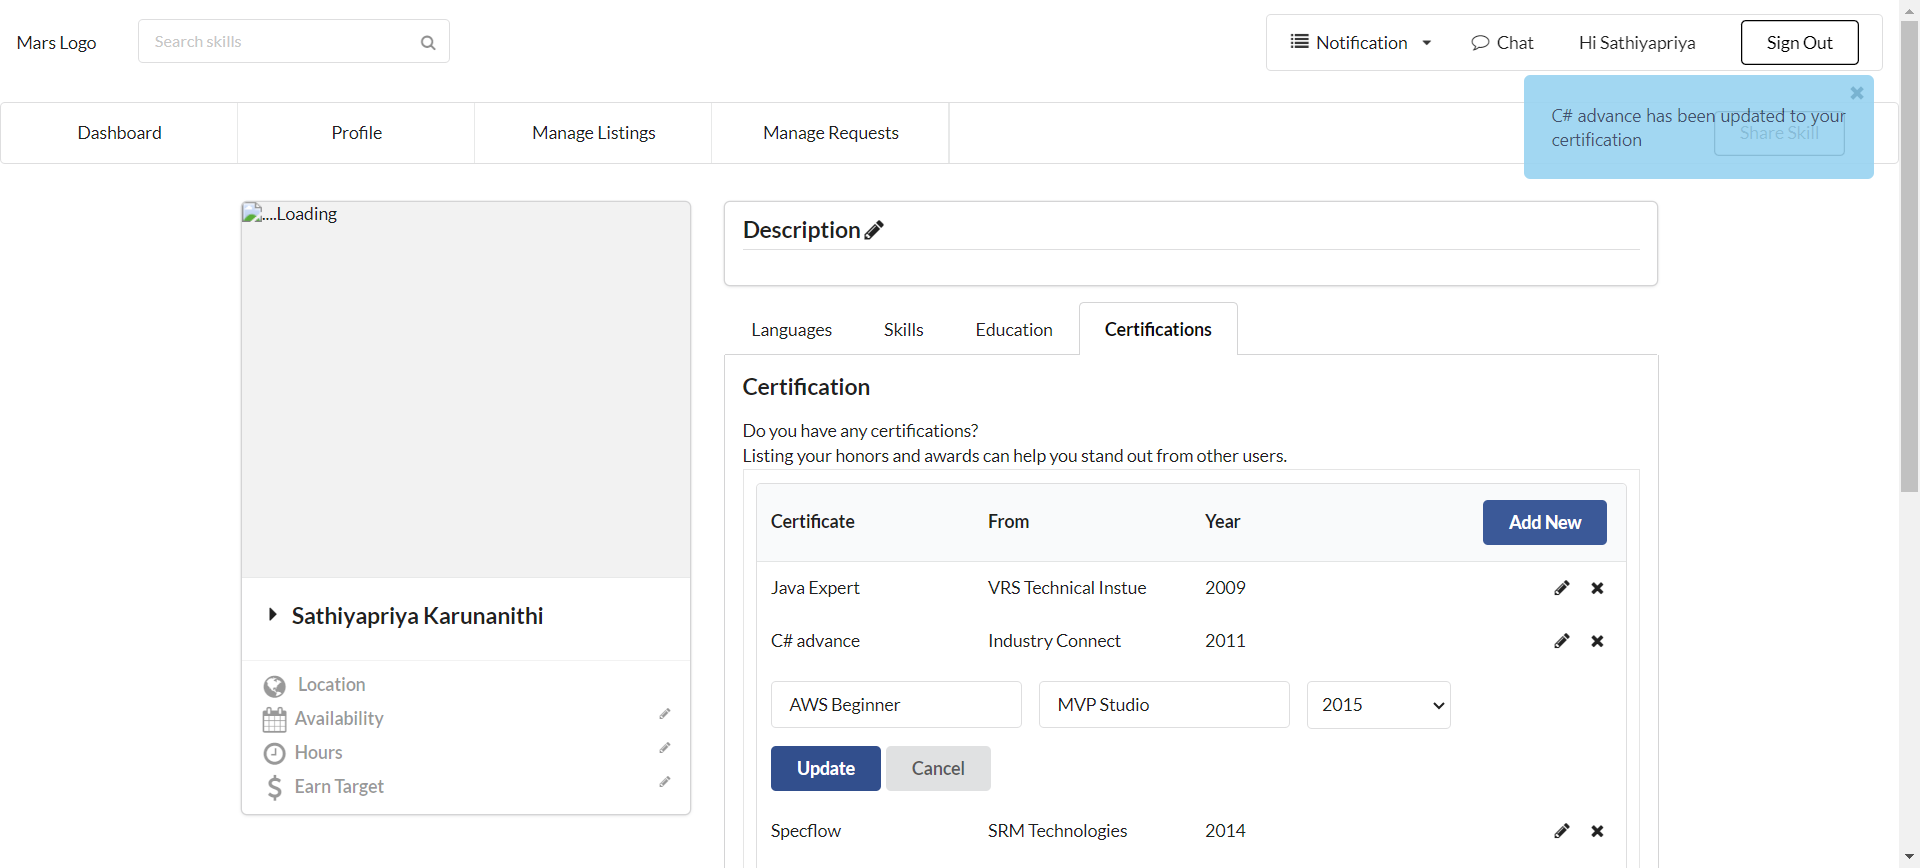 Mars Logo
Search skills
Notification
Chat
Hi Sathiyapriya
Sign Out
Dashboard
Profile
Manage Listings
Manage Requests
Share Skill
C# advance has been updated to your
certification
....Loading
Sathiyapriya Karunanithi
Location
Availability
Hours
Earn Target
Description
Languages
Skills
Education
Certifications
Certification
Do you have any certifications?
Listing your honors and awards can help you stand out from other users.
Certificate From Year Add New
Java Expert VRS Technical Instue 2009
C# advance Industry Connect 2011
AWS Beginner MVP Studio 2015
Update Cancel
Specflow SRM Technologies 2014